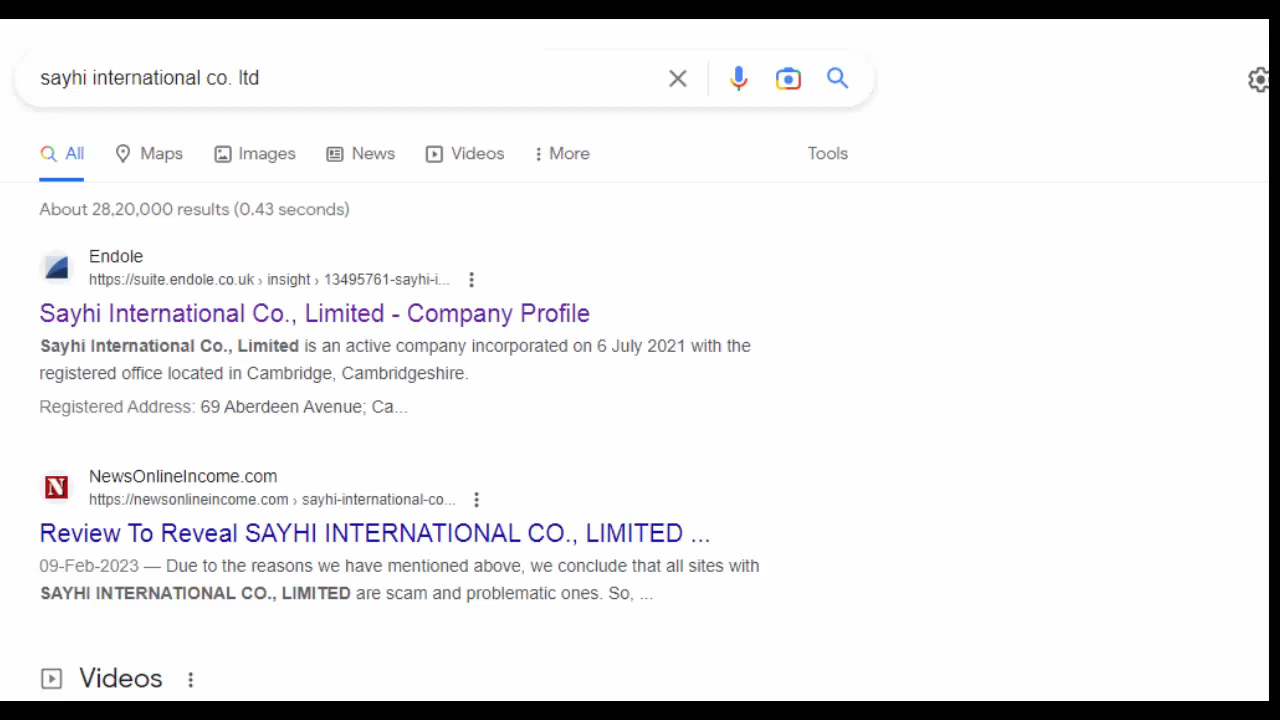 sayhi international co. ltd
All Maps Images News Videos More Tools
About 28,20,000 results (0.43 seconds)
Endole
https://suite.endole.co.uk › insight › 13495761-sayhi-i...
Sayhi International Co., Limited - Company Profile
Sayhi International Co., Limited is an active company incorporated on 6 July 2021 with the
registered office located in Cambridge, Cambridgeshire.
Registered Address: 69 Aberdeen Avenue; Ca...
N
NewsOnlineIncome.com
https://newsonlineincome.com › sayhi-international-co...
Review To Reveal SAYHI INTERNATIONAL CO., LIMITED ...
09-Feb-2023 — Due to the reasons we have mentioned above, we conclude that all sites with
SAYHI INTERNATIONAL CO., LIMITED are scam and problematic ones. So, ...
Videos